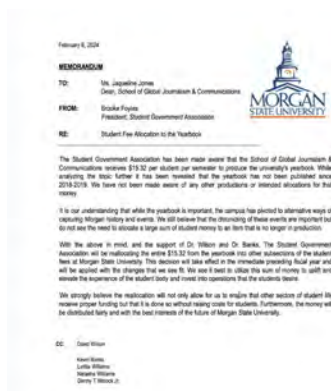 February 8, 2024
MEMORANDUM
TO: Ms. Jaqueline Jones
Dean, School of Global Journalism & Communications
FROM: Brooke Foyles
President, Student Government Association
RE: Student Fee Allocation to the Yearbook
MORGAN
STATE UNIVERSITY
The Student Government Association has been made aware that the School of Global Journalism &
Communications receives $15.32 per student per semester to produce the university's yearbook. While
analyzing the topic further it has been revealed that the yearbook has not been published since
2018-2019. We have not been made aware of any other productions or intended allocations for this
money.
It is our understanding that while the yearbook is important, the campus has pivoted to alternative ways of
capturing Morgan history and events. We still believe that the chronicling of these events are important but
do not see the need to allocate a large sum of student money to an item that is no longer in production.
With the above in mind, and the support of Dr. Wilson and Dr. Banks, The Student Government
Association will be reallocating the entire $15.32 from the yearbook into other subsections of the student
fees at Morgan State University. This decision will take effect in the immediate preceding fiscal year and
will be applied with the changes that we see fit. We see it best to utilize this sum of money to uplift and
elevate the experience of the student body and invest into operations that the students desire.
We strongly believe the reallocation will not only allow for us to ensure that other sectors of student life
receive proper funding but that it is done so without raising costs for students. Furthermore, the money will
be distributed fairly and with the best interests of the future of Morgan State University.
CC: David Wilson
Kevin Banks
Letitia Williams
Natasha Williams
Denny T